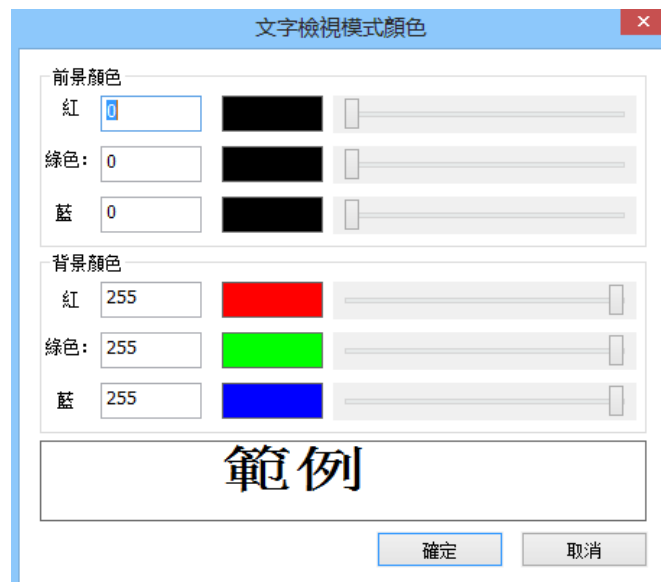 文字檢視模式顏色
前景顏色
紅 0
綠色: 0
藍 0
背景顏色
紅 255
綠色: 255
藍 255
範例
確定 取消